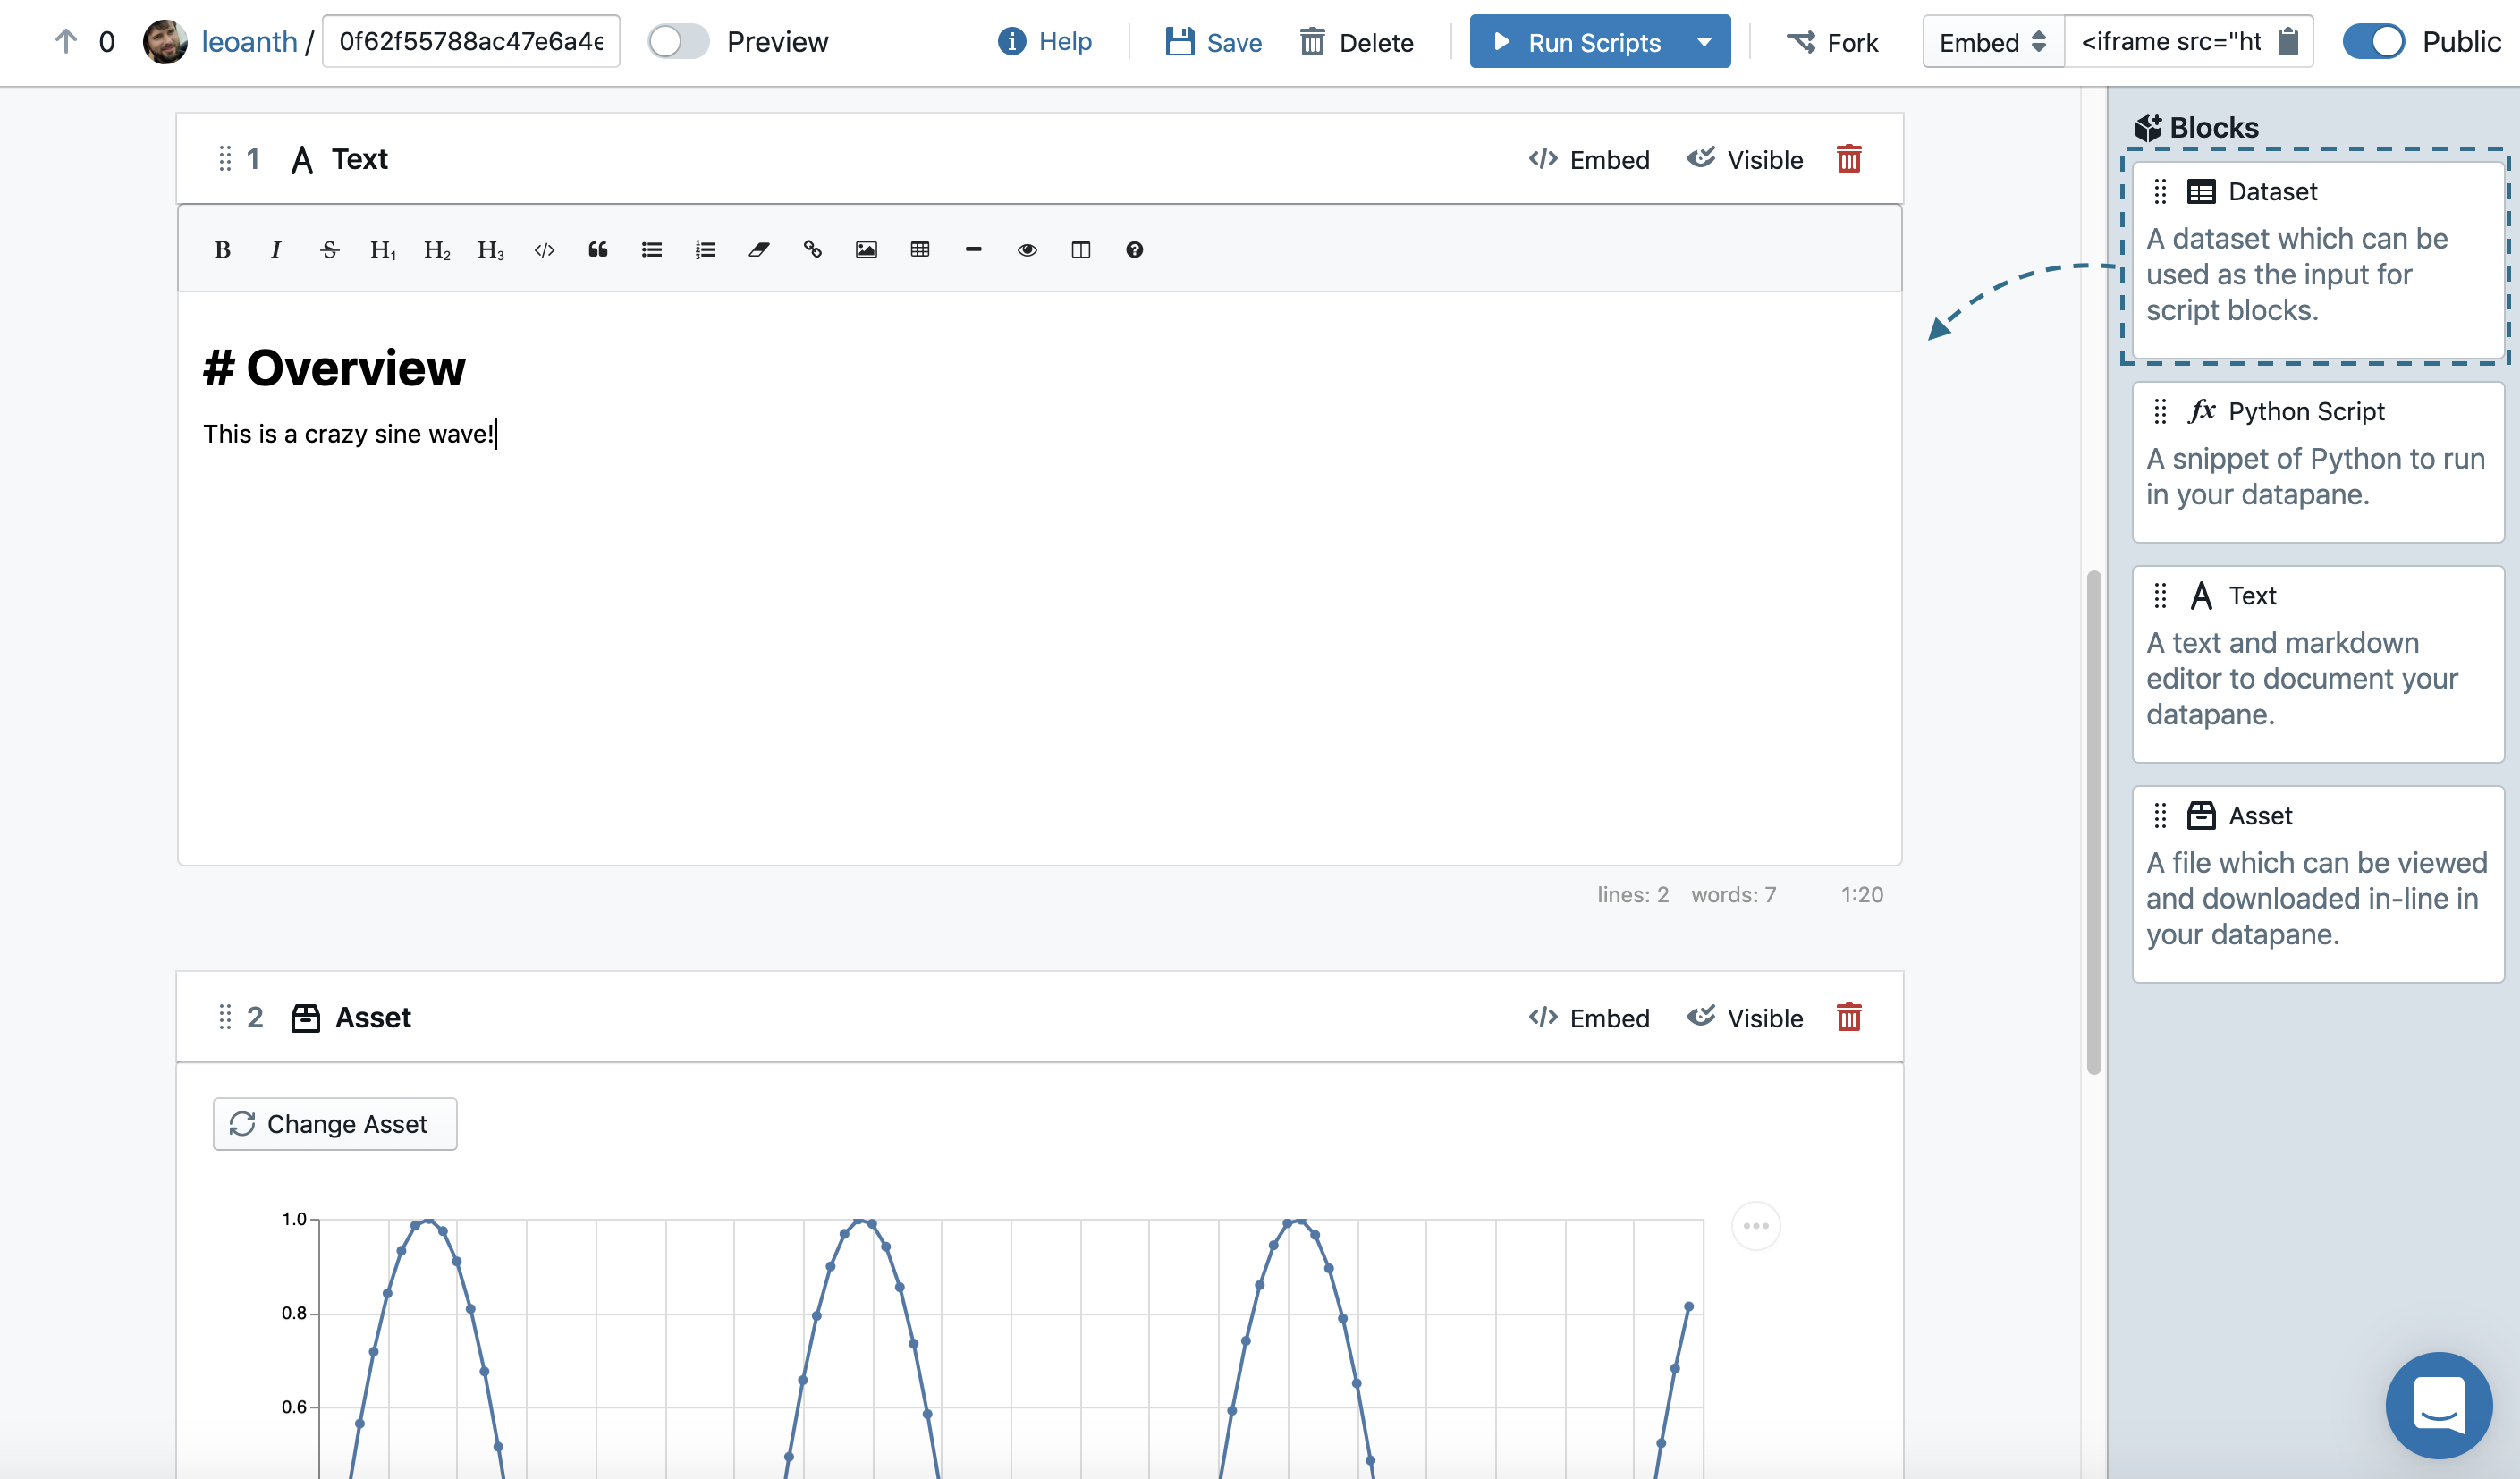 0 leoanth / 0f62f55788ac47e6a4e Preview Help Save Delete Run Scripts Fork Embed <iframe src="ht Public
1 A Text Embed Visible
B I S H1 H2 H3
# Overview
This is a crazy sine wave!
lines: 2 words: 7 1:20
2 Asset Embed Visible
Change Asset
1.0
0.8
0.6
Blocks
Dataset
A dataset which can be
used as the input for
script blocks.
fx Python Script
A snippet of Python to run
in your datapane.
A Text
A text and markdown
editor to document your
datapane.
Asset
A file which can be viewed
and downloaded in-line in
your datapane.